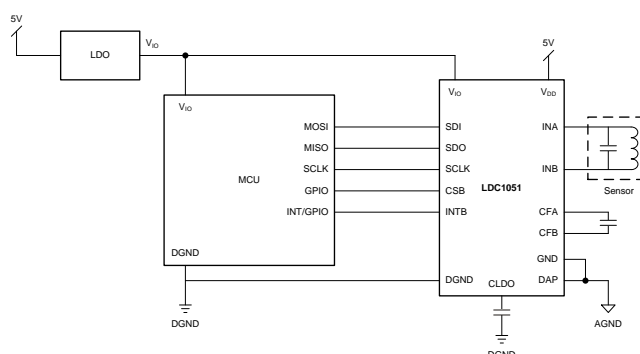 5V
LDO
VIO
5V
VIO
MCU
MOSI
MISO
SCLK
GPIO
INT/GPIO
DGND
DGND
VIO
VDD
SDI
SDO
SCLK
CSB
INTB
LDC1051
INA
INB
CFA
CFB
GND
DAP
DGND
CLDO
Sensor
AGND
DGND